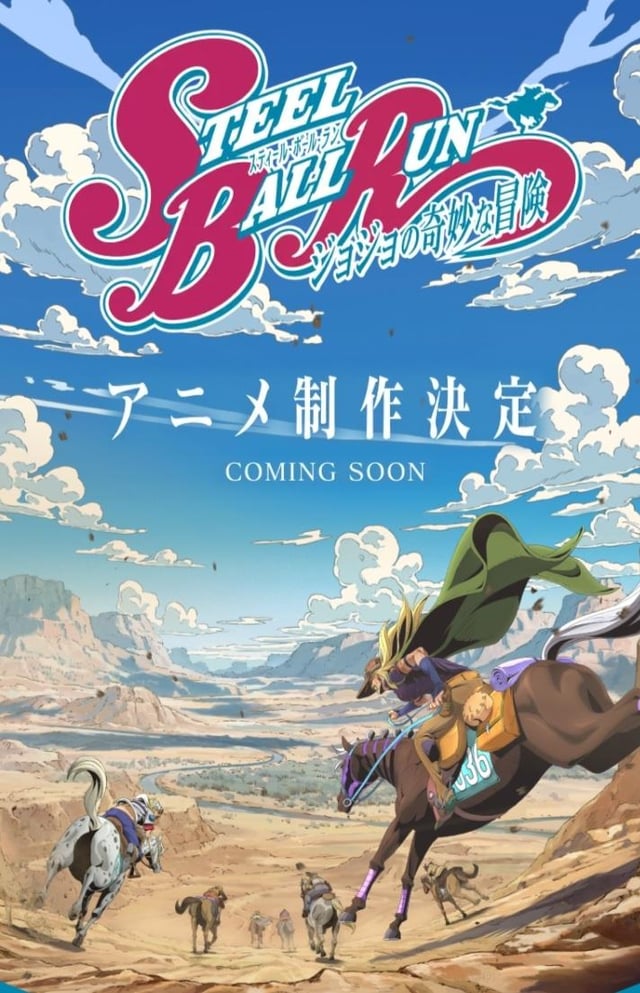 STEEL
スティール・ボール・ラン
BALL RUN
ジョジョの奇妙な冒険
アニメ制作決定
COMING SOON
636